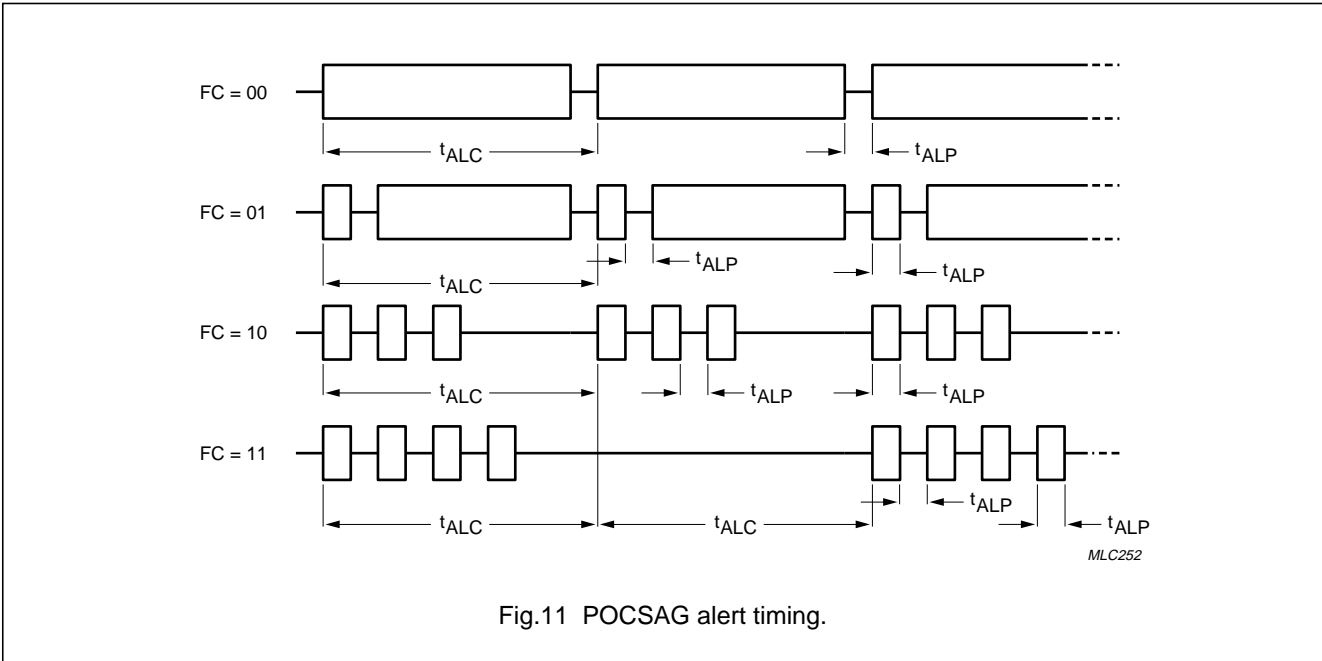 FC = 00
tALC
tALP
FC = 01
tALP
tALC
tALP
FC = 10
tALC
tALP
tALP
FC = 11
tALP
tALC
tALC
tALP
MLC252
Fig.11 POCSAG alert timing.